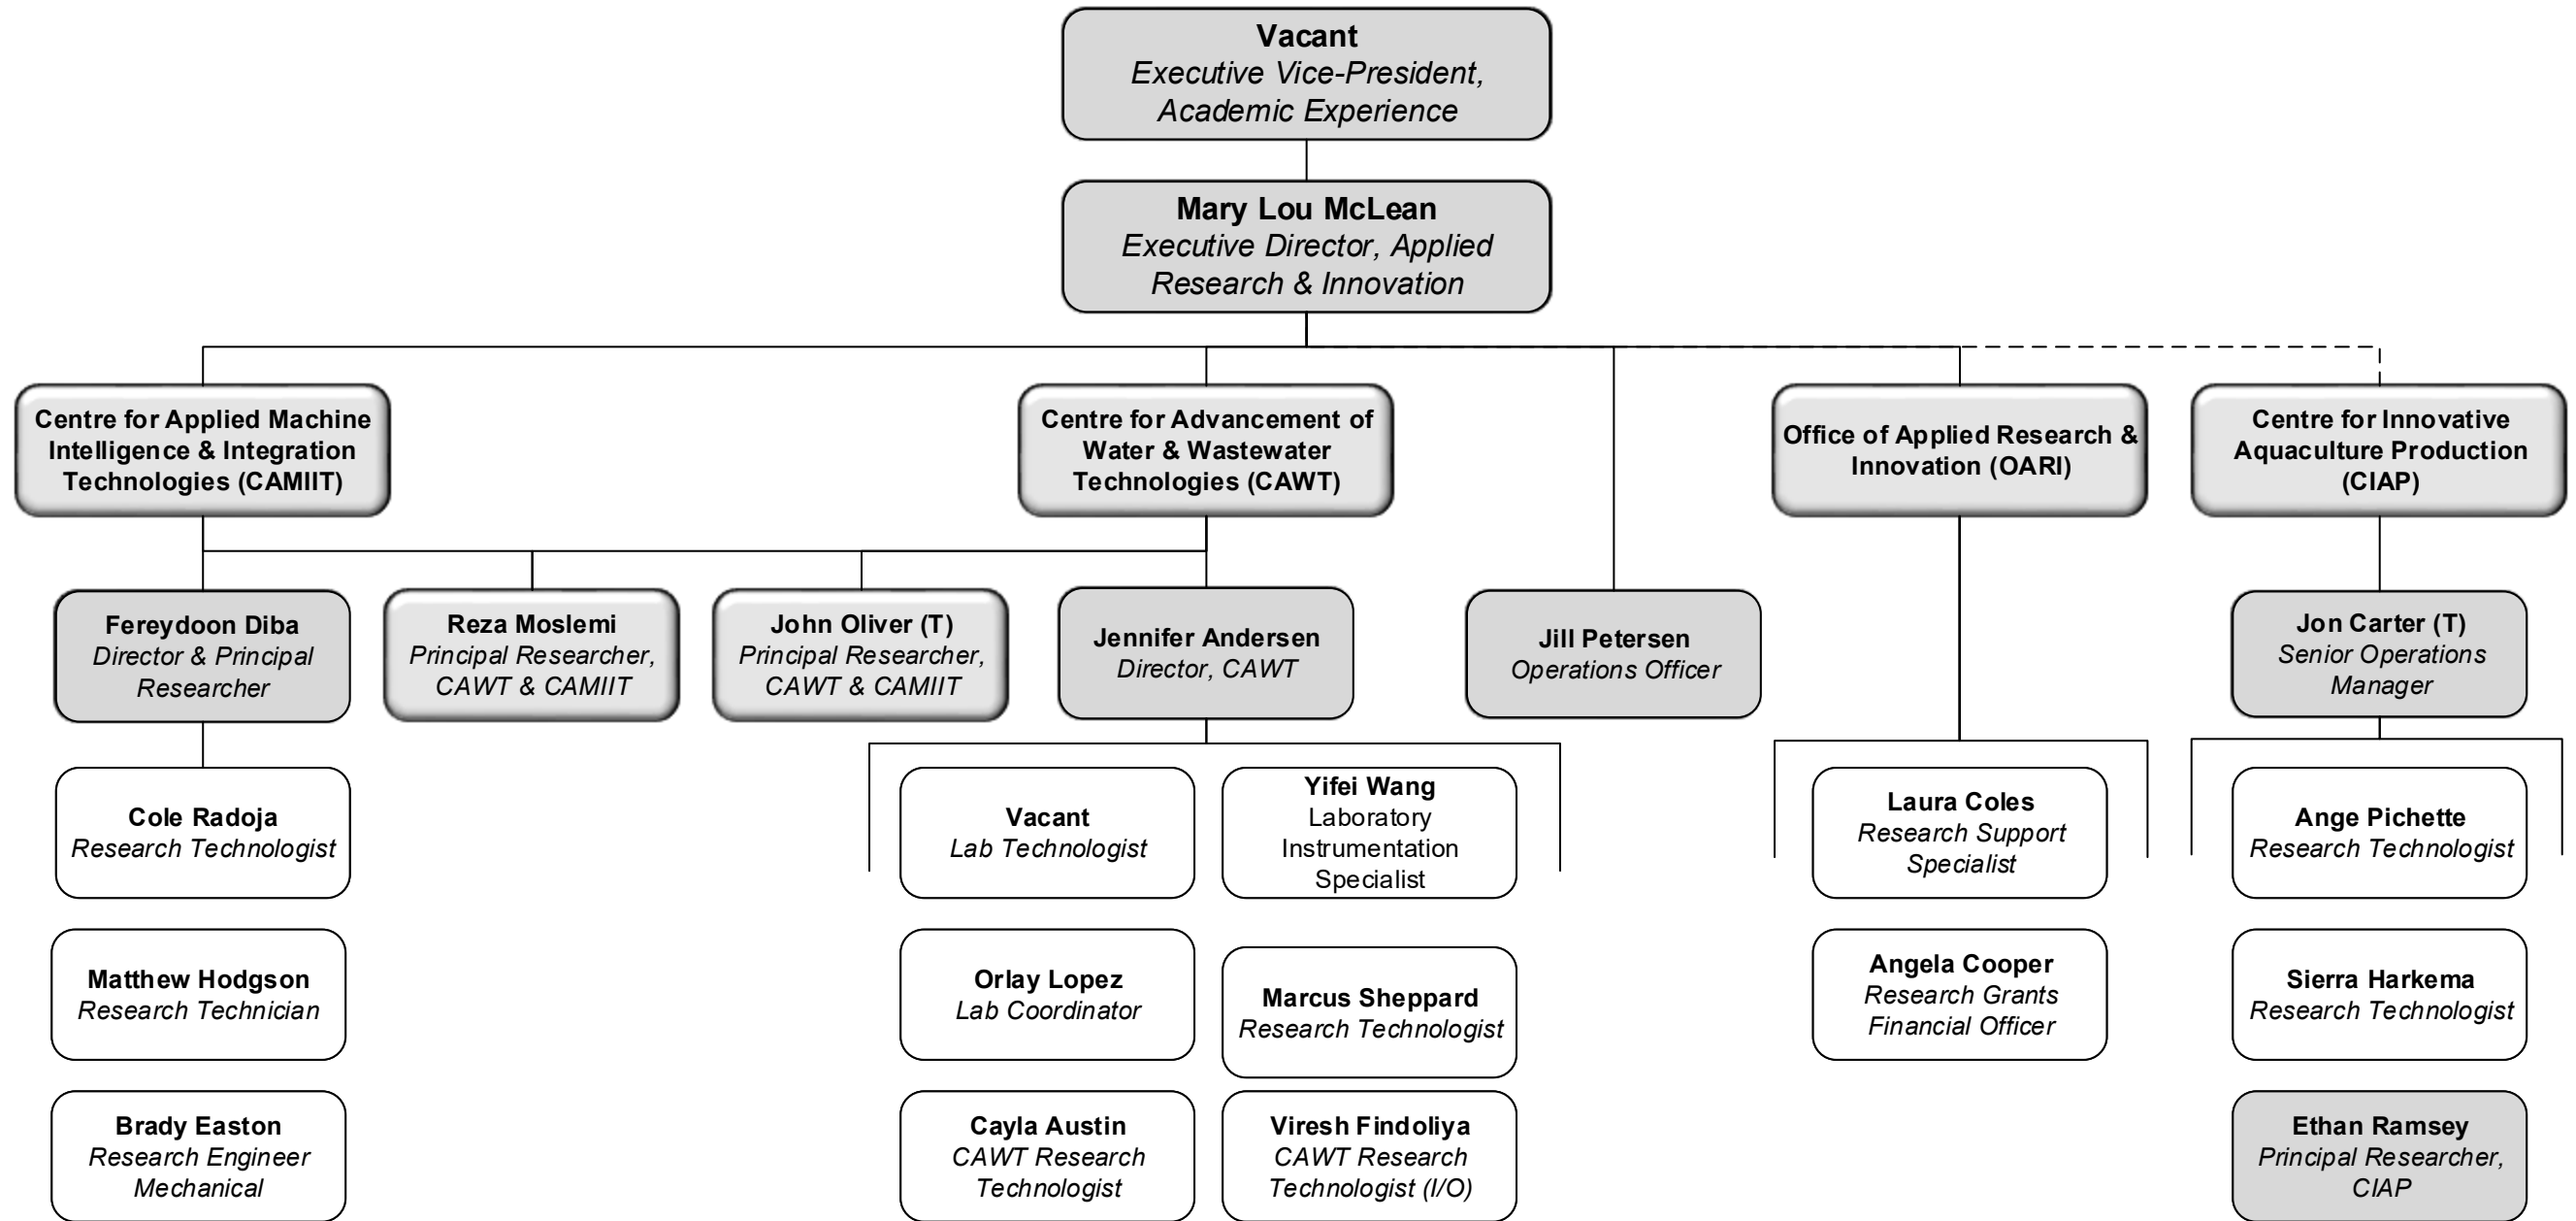 Vacant
Executive Vice-President,
Academic Experience
Mary Lou McLean
Executive Director, Applied
Research & Innovation
Centre for Applied Machine
Intelligence & Integration
Technologies (CAMIIT)
Centre for Advancement of
Water & Wastewater
Technologies (CAWT)
Office of Applied Research &
Innovation (OARI)
Centre for Innovative
Aquaculture Production
(CIAP)
Fereydoon Diba
Director & Principal
Researcher
Reza Moslemi
Principal Researcher,
CAWT & CAMIIT
John Oliver (T)
Principal Researcher,
CAWT & CAMIIT
Jennifer Andersen
Director, CAWT
Jill Petersen
Operations Officer
Jon Carter (T)
Senior Operations
Manager
Cole Radoja
Research Technologist
Vacant
Lab Technologist
Yifei Wang
Laboratory
Instrumentation
Specialist
Laura Coles
Research Support
Specialist
Ange Pichette
Research Technologist
Matthew Hodgson
Research Technician
Orlay Lopez
Lab Coordinator
Marcus Sheppard
Research Technologist
Angela Cooper
Research Grants
Financial Officer
Sierra Harkema
Research Technologist
Brady Easton
Research Engineer
Mechanical
Cayla Austin
CAWT Research
Technologist
Viresh Findoliya
CAWT Research
Technologist (I/O)
Ethan Ramsey
Principal Researcher,
CIAP